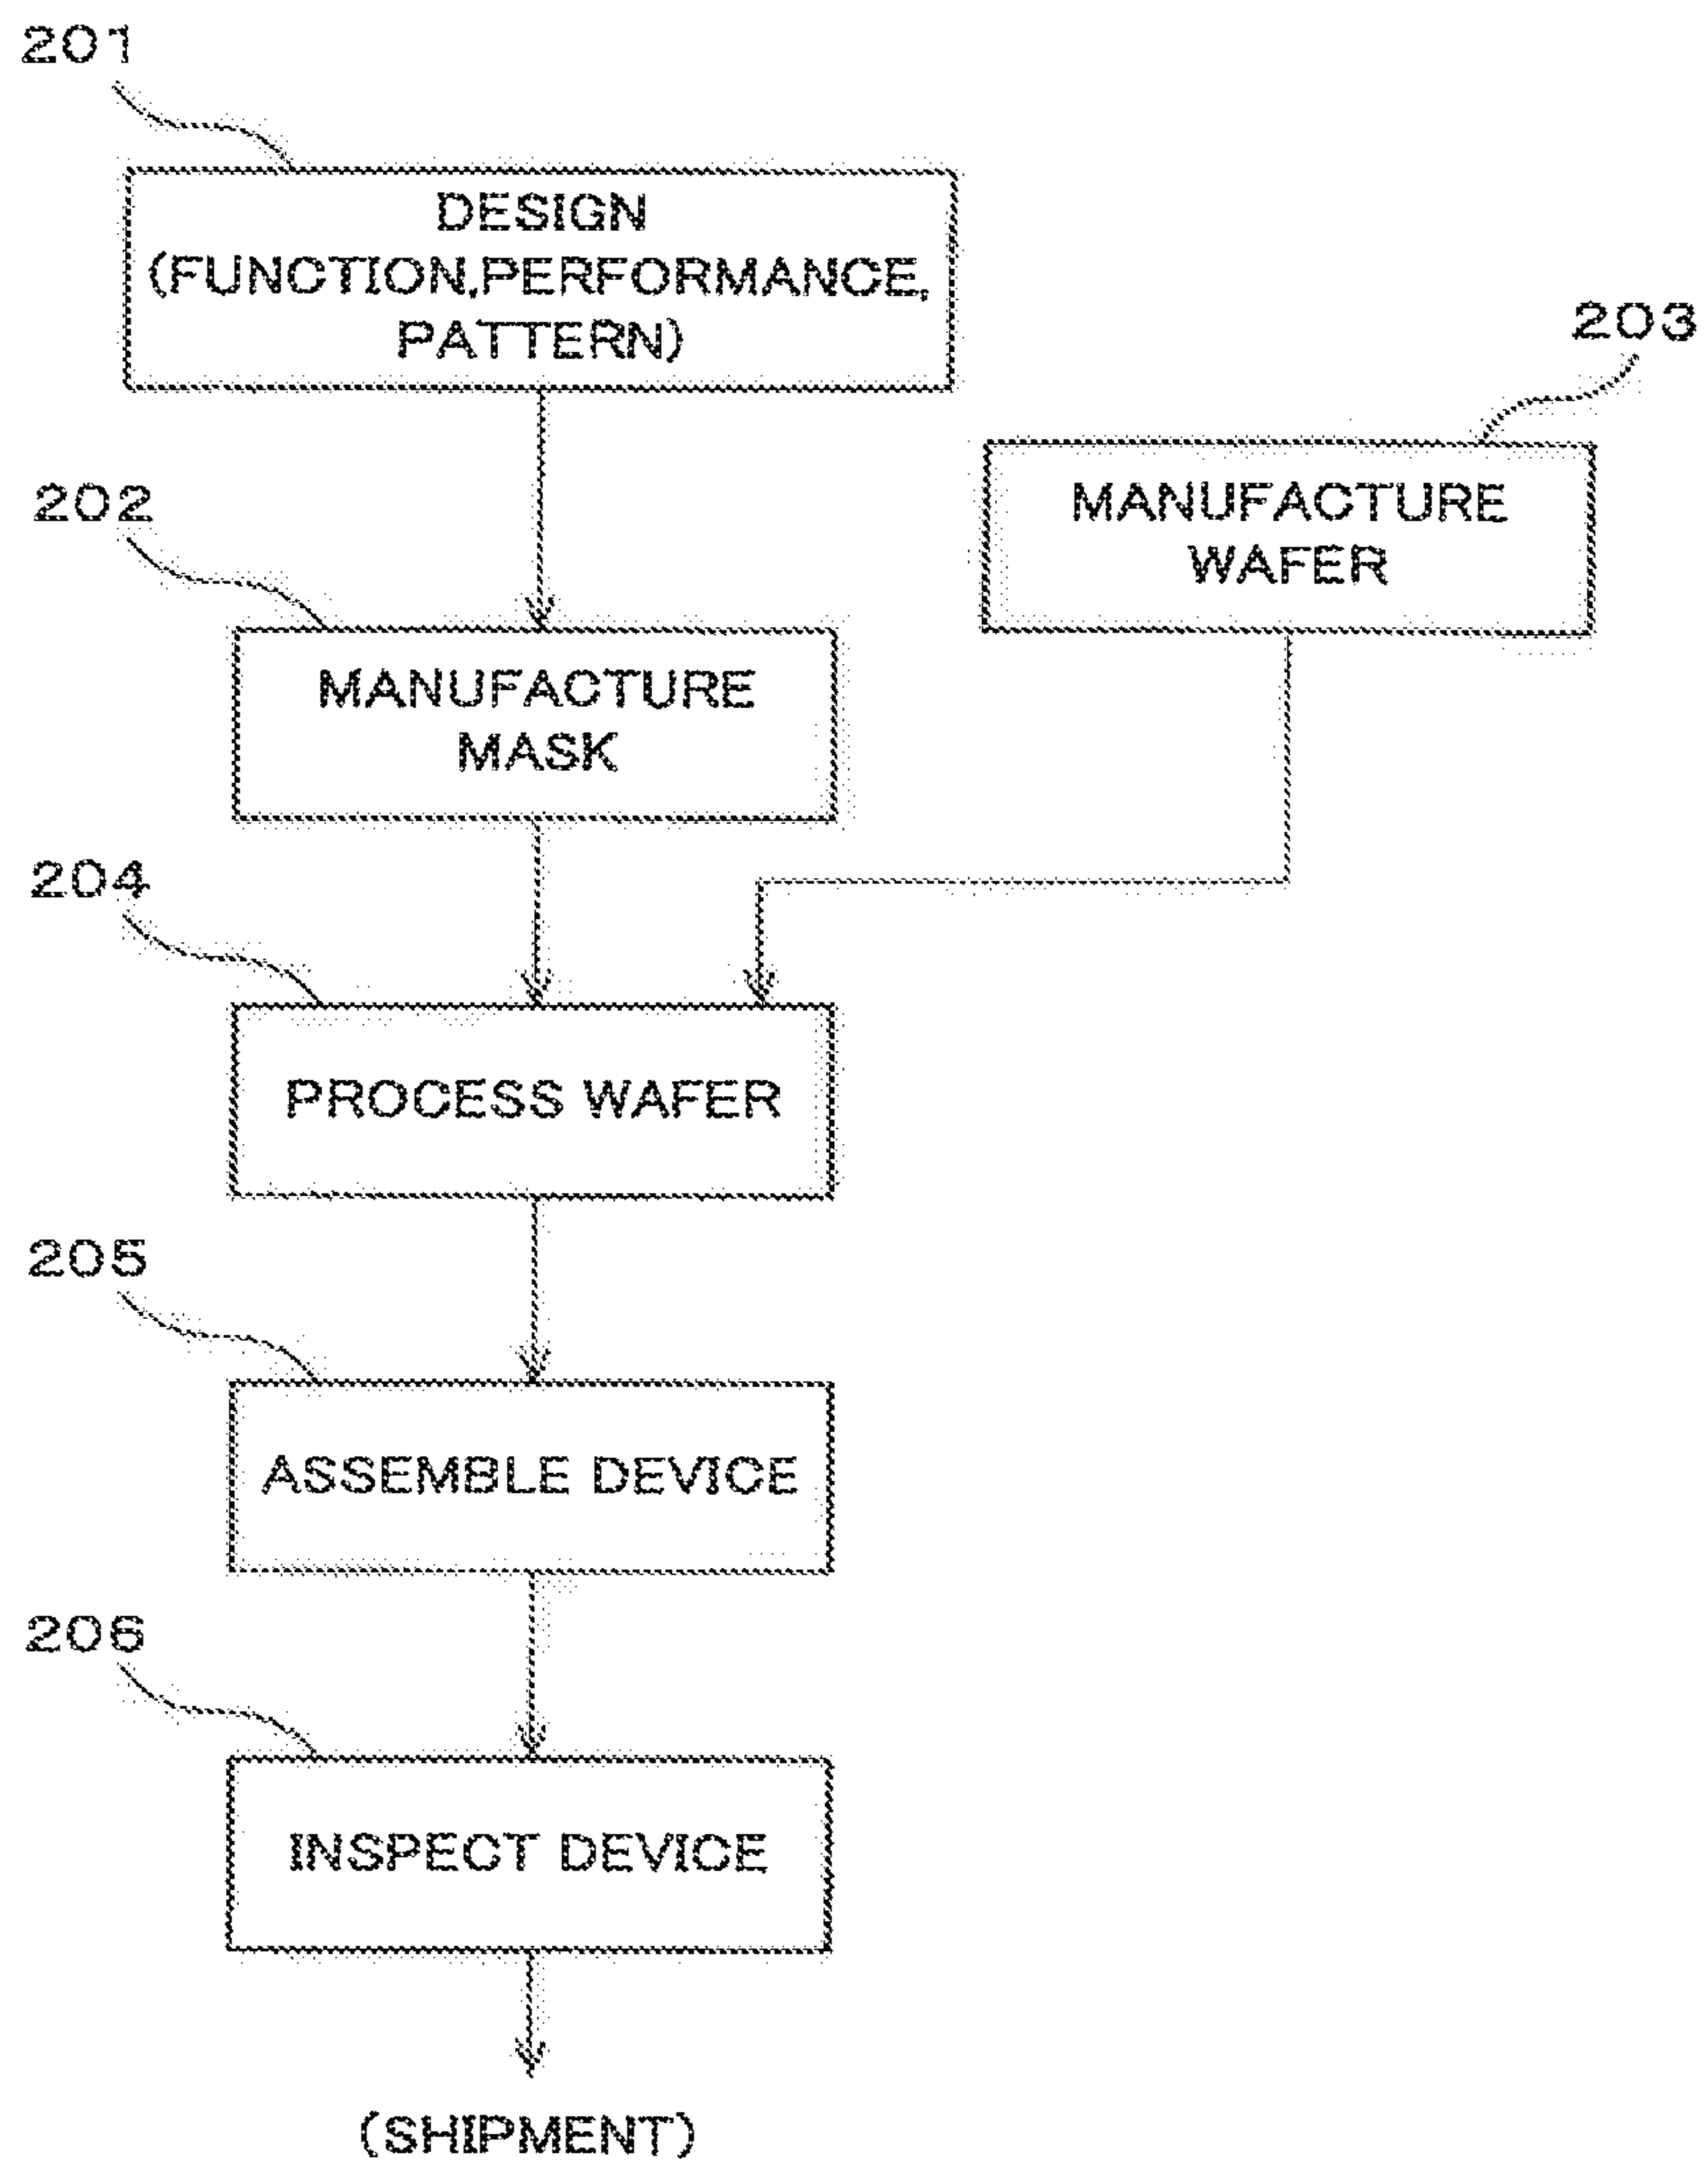 201
DESIGN
(FUNCTION,PERFORMANCE,
PATTERN)
203
MANUFACTURE
WAFER
202
MANUFACTURE
MASK
204
PROCESS WAFER
205
ASSEMBLE DEVICE
206
INSPECT DEVICE
(SHIPMENT)